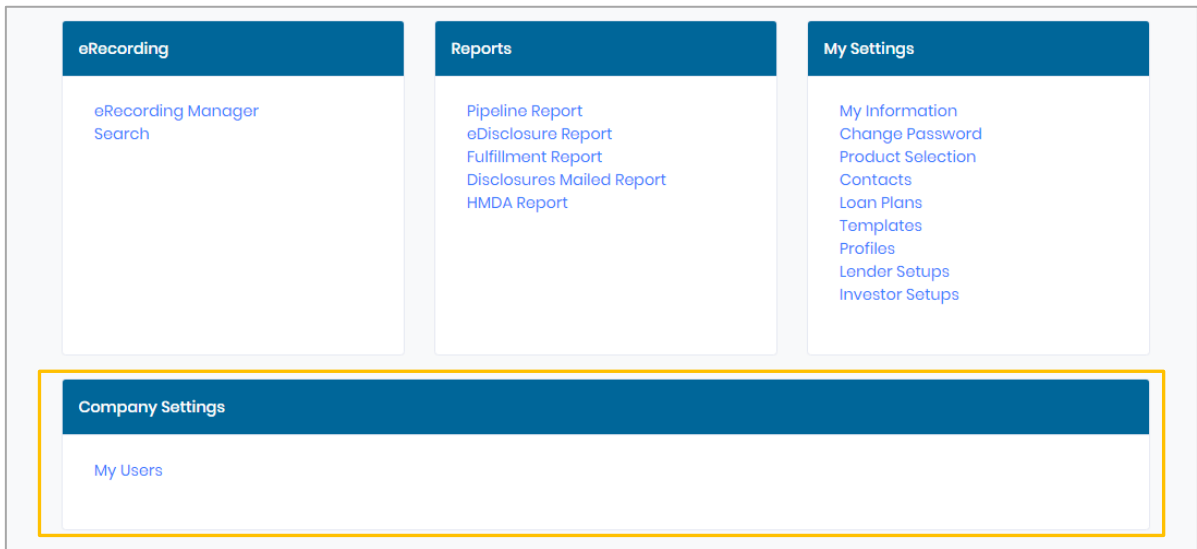 eRecording
eRecording Manager
Search
Reports
Pipeline Report
eDisclosure Report
Fulfillment Report
Disclosures Mailed Report
HMDA Report
My Settings
My Information
Change Password
Product Selection
Contacts
Loan Plans
Templates
Profiles
Lender Setups
Investor Setups
Company Settings
My Users